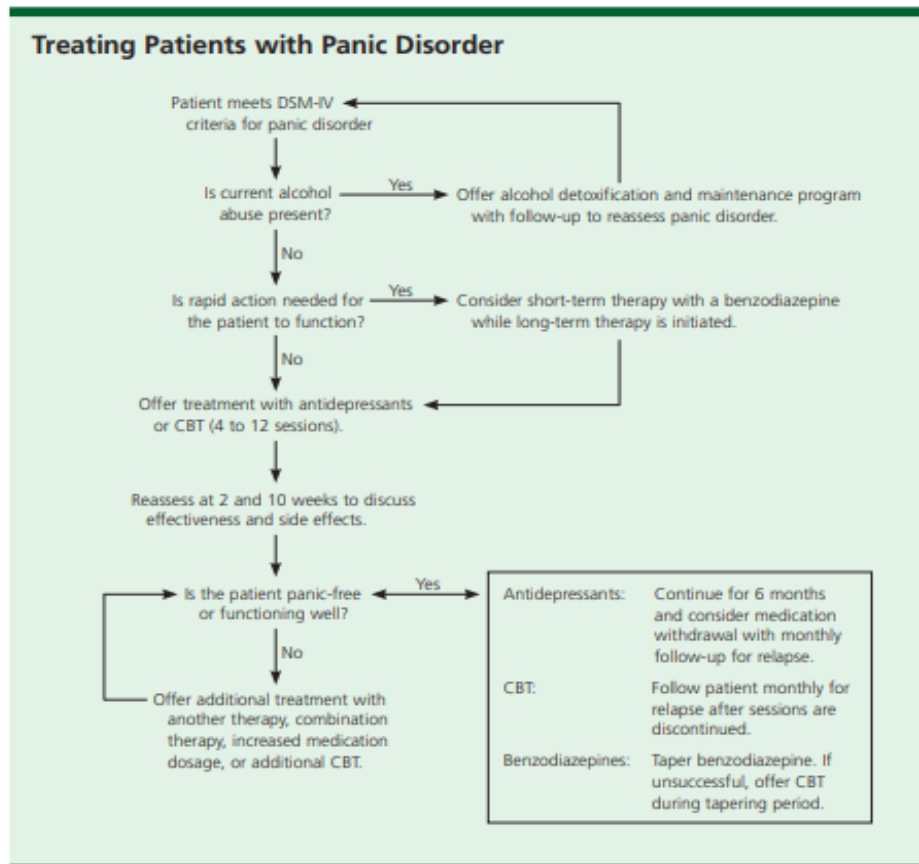 Treating Patients with Panic Disorder
Patient meets DSM-IV
criteria for panic disorder
Is current alcohol
abuse present?
Yes
Offer alcohol detoxification and maintenance program
with follow-up to reassess panic disorder.
No
Is rapid action needed for
the patient to function?
Yes
Consider short-term therapy with a benzodiazepine
while long-term therapy is initiated.
No
Offer treatment with antidepressants
or CBT (4 to 12 sessions).
Reassess at 2 and 10 weeks to discuss
effectiveness and side effects.
Is the patient panic-free
or functioning well?
Yes
No
Offer additional treatment with
another therapy, combination
therapy, increased medication
dosage, or additional CBT.
Antidepressants: Continue for 6 months
and consider medication
withdrawal with monthly
follow-up for relapse.
CBT: Follow patient monthly for
relapse after sessions are
discontinued.
Benzodiazepines: Taper benzodiazepine. If
unsuccessful, offer CBT
during tapering period.